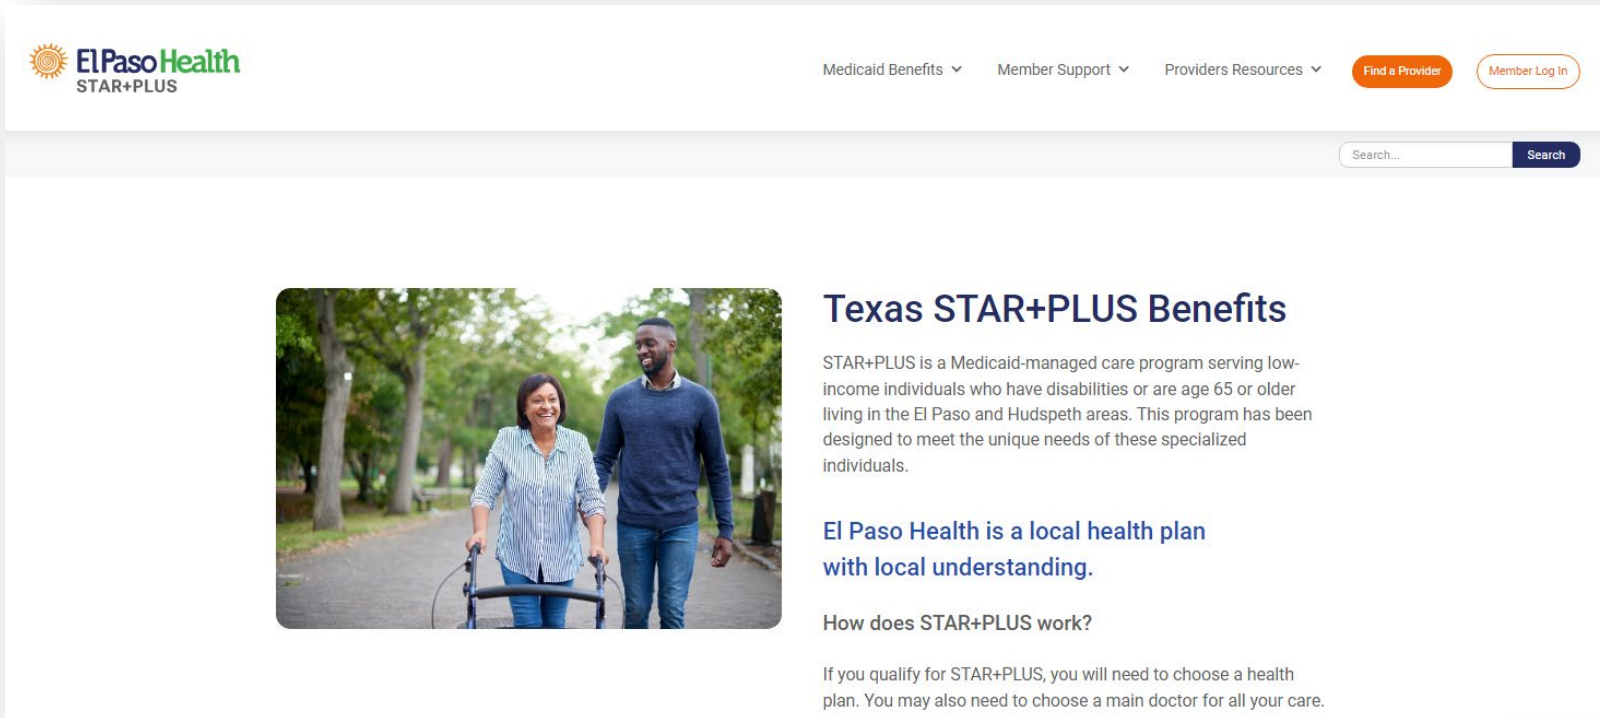 El Paso Health
STAR+PLUS
Medicaid Benefits
Member Support
Providers Resources
Find a Provider
Member Log In
Search...
Search
Texas STAR+PLUS Benefits
STAR+PLUS is a Medicaid-managed care program serving low-
income individuals who have disabilities or are age 65 or older
living in the El Paso and Hudspeth areas. This program has been
designed to meet the unique needs of these specialized
individuals.
El Paso Health is a local health plan
with local understanding.
How does STAR+PLUS work?
If you qualify for STAR+PLUS, you will need to choose a health
plan. You may also need to choose a main doctor for all your care.